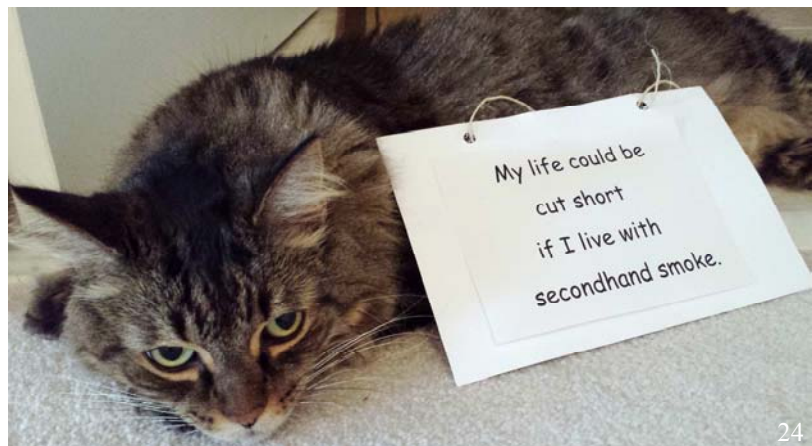 My life could be
cut short
if I live with
secondhand smoke.
24